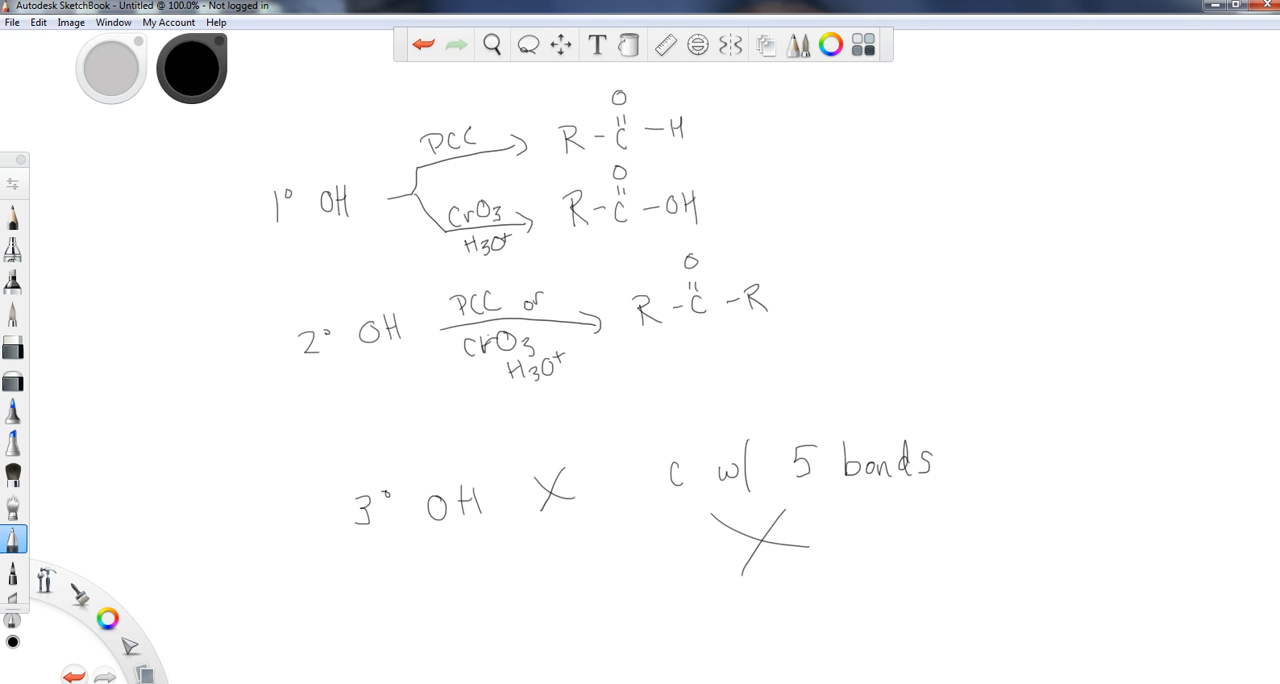 Autodesk SketchBook - Untitled @ 100.0% - Not logged in
File Edit Image Window My Account Help
T
O
PCC R - C - H
=
O
1° OH CrO3 R - C - OH
H3O+
O
2° OH PCC or R - C - R
CrO3
H3O+
3° OH X C w/ 5 bonds
X